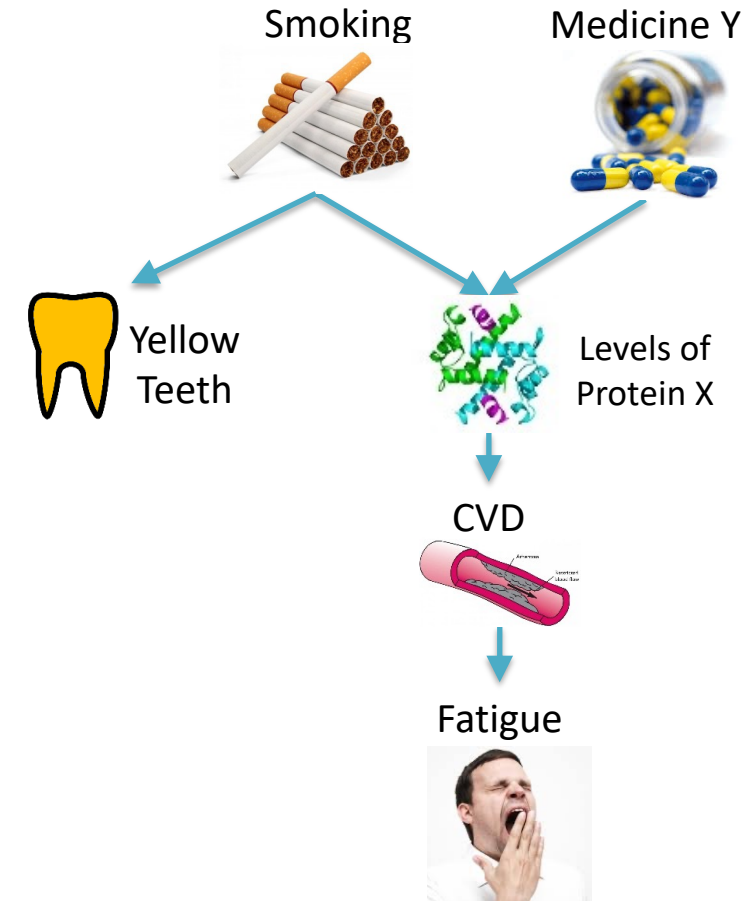 Smoking
Medicine Y
Yellow
Teeth
Levels of
Protein X
CVD
Fatigue